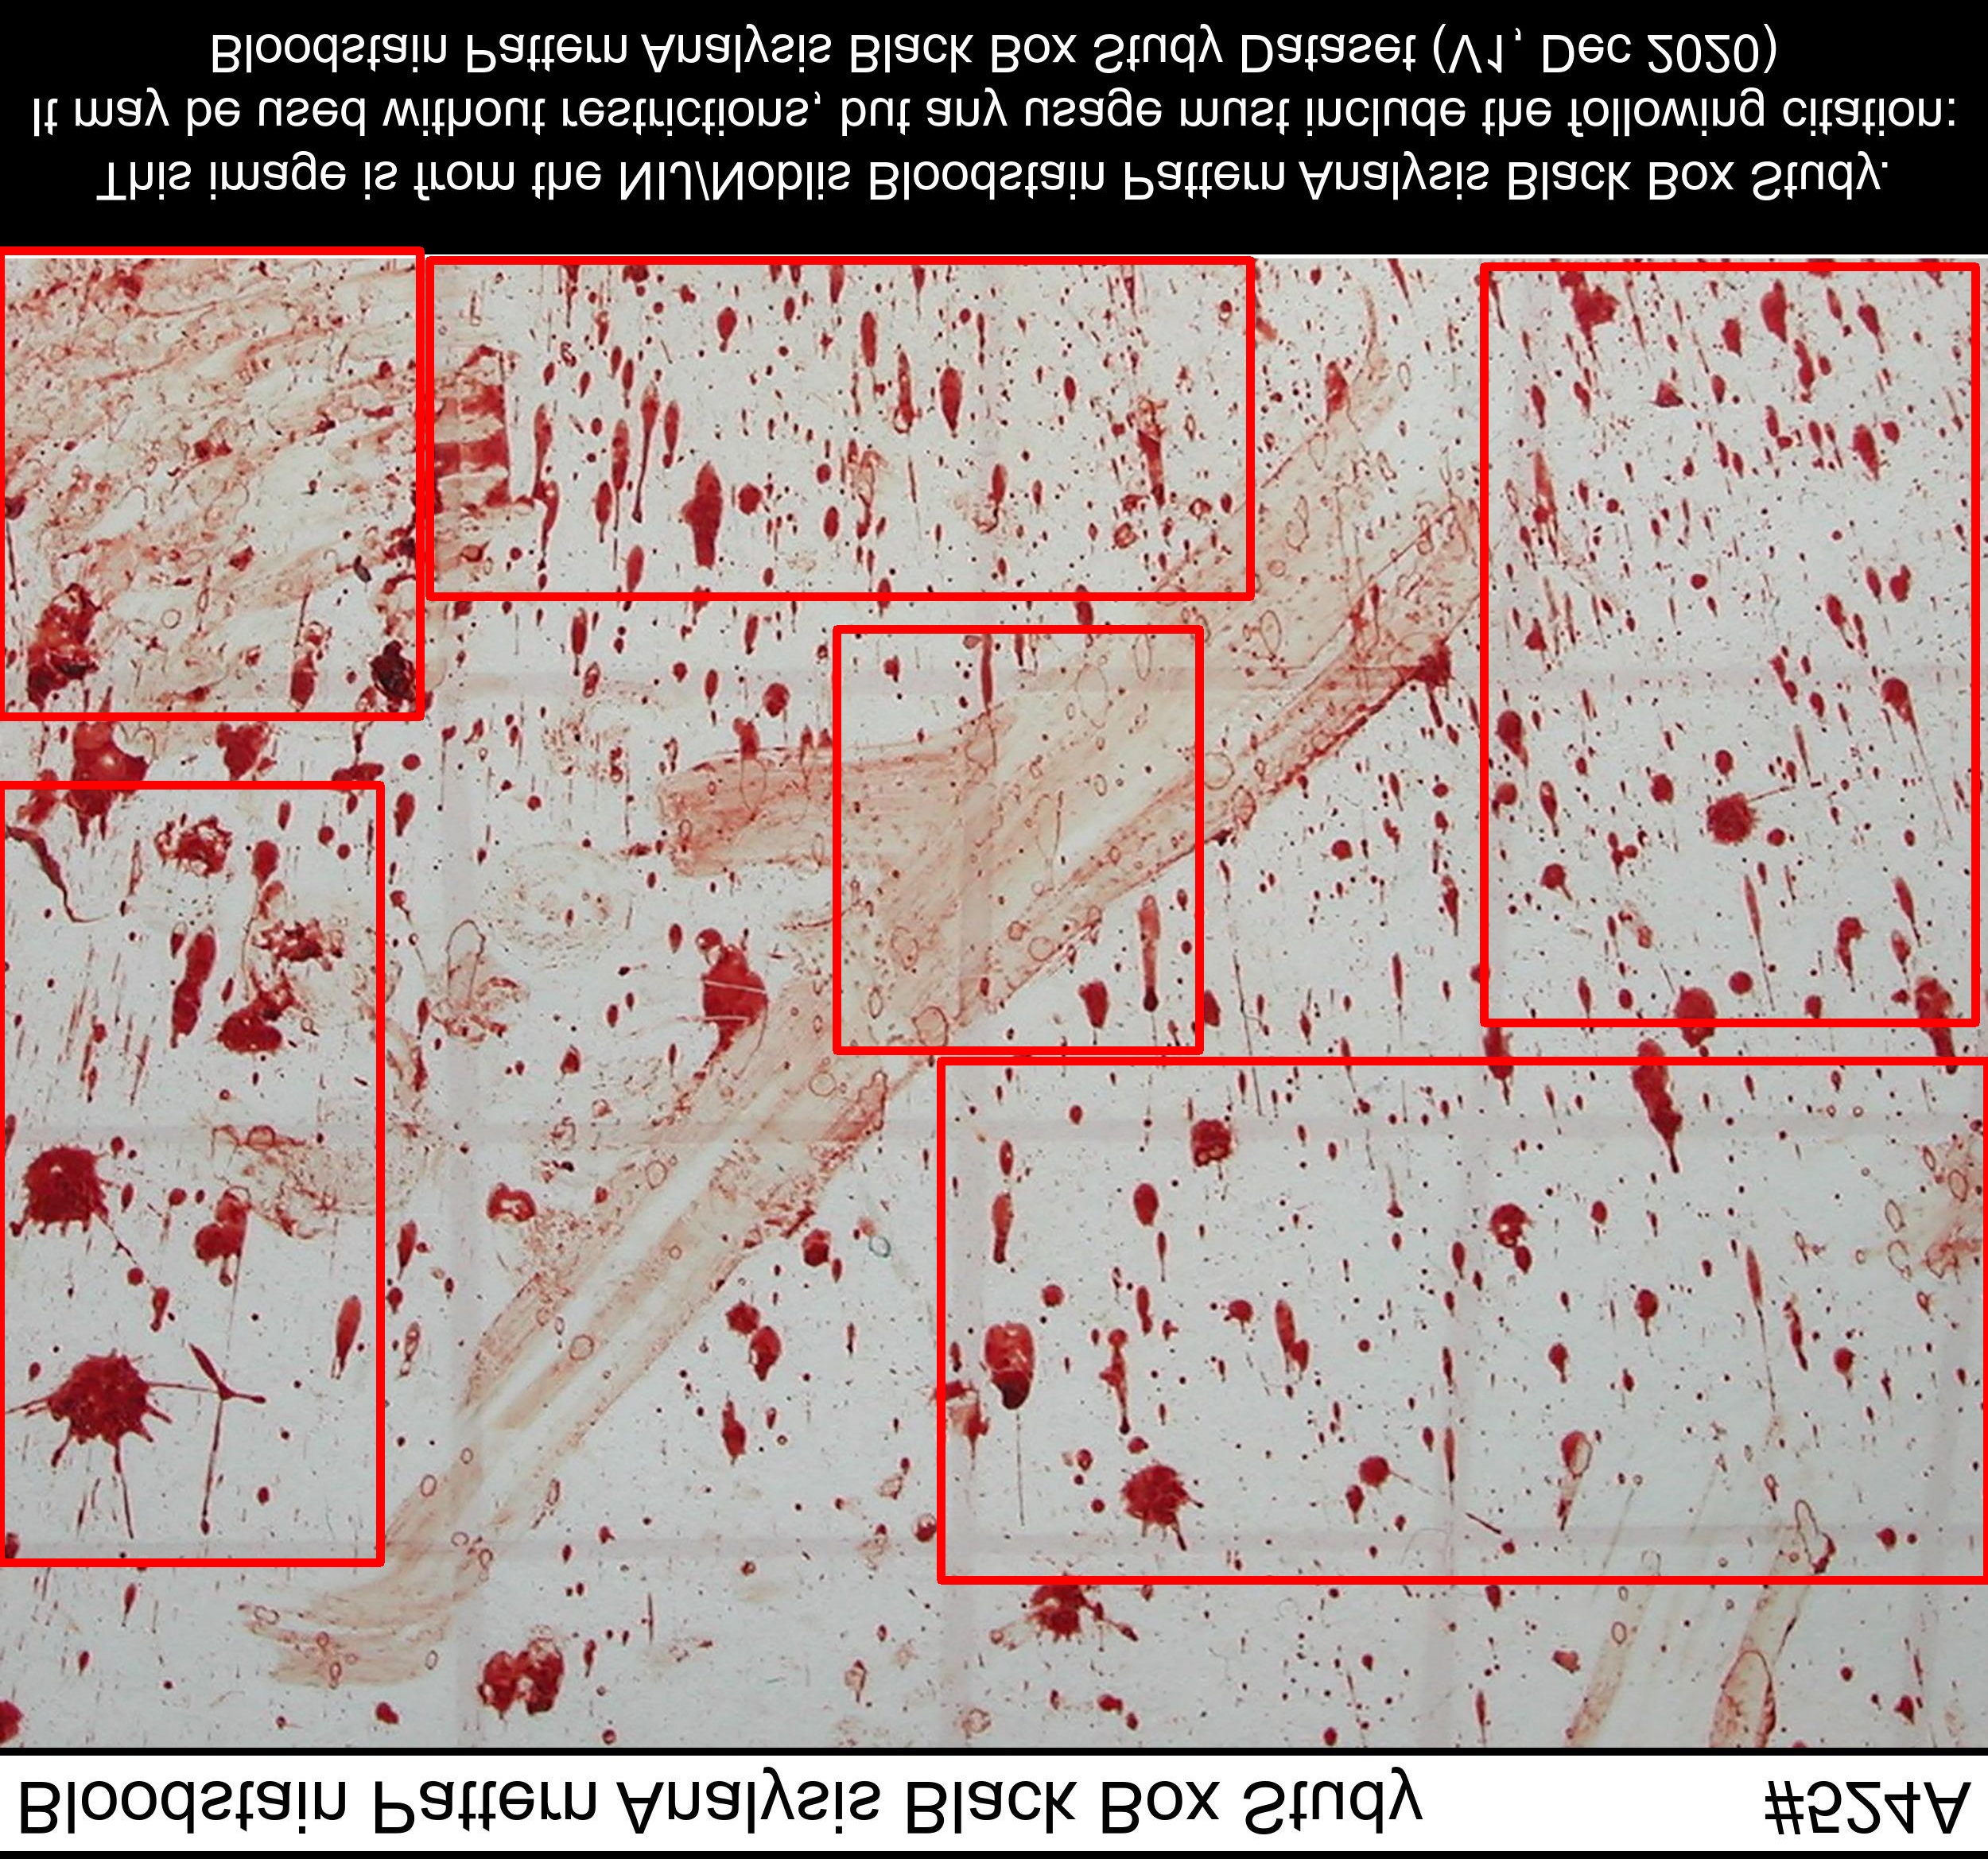 Bloodstain Pattern Analysis Black Box Study #524A
This image is from the NIJ/Noblis Bloodstain Pattern Analysis Black Box Study.
It may be used without restrictions, but any usage must include the following citation:
Bloodstain Pattern Analysis Black Box Study Dataset (V1, Dec 2020)